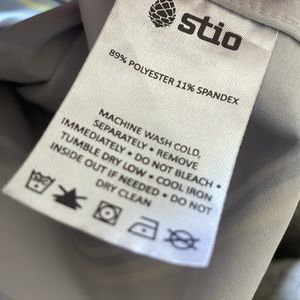 stio
89% POLYESTER 11% SPANDEX
MACHINE WASH COLD,
SEPARATELY • REMOVE
IMMEDIATELY • DO NOT BLEACH •
TUMBLE DRY LOW • COOL IRON
INSIDE OUT IF NEEDED • DO NOT
DRY CLEAN